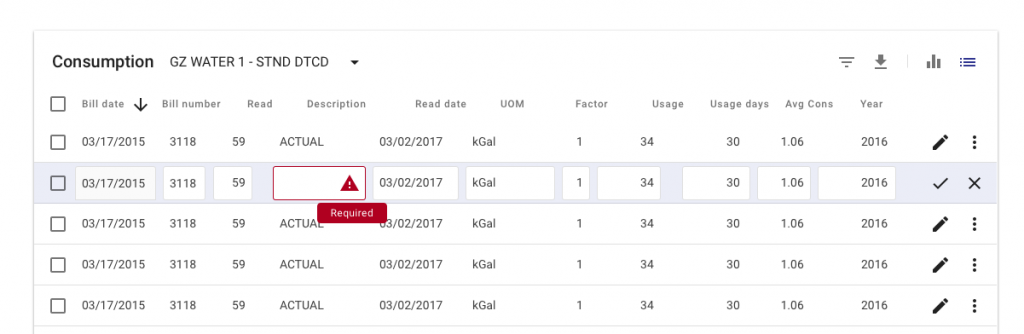 Consumption GZ WATER 1 - STND DTCD
Bill date Bill number Read Description Read date UOM Factor Usage Usage days Avg Cons Year
03/17/2015 3118 59 ACTUAL 03/02/2017 kGal 1 34 30 1.06 2016
03/17/2015 3118 59 03/02/2017 kGal 1 34 30 1.06 2016
Required
03/17/2015 3118 59 ACTUAL 03/02/2017 kGal 1 34 30 1.06 2016
03/17/2015 3118 59 ACTUAL 03/02/2017 kGal 1 34 30 1.06 2016
03/17/2015 3118 59 ACTUAL 03/02/2017 kGal 1 34 30 1.06 2016